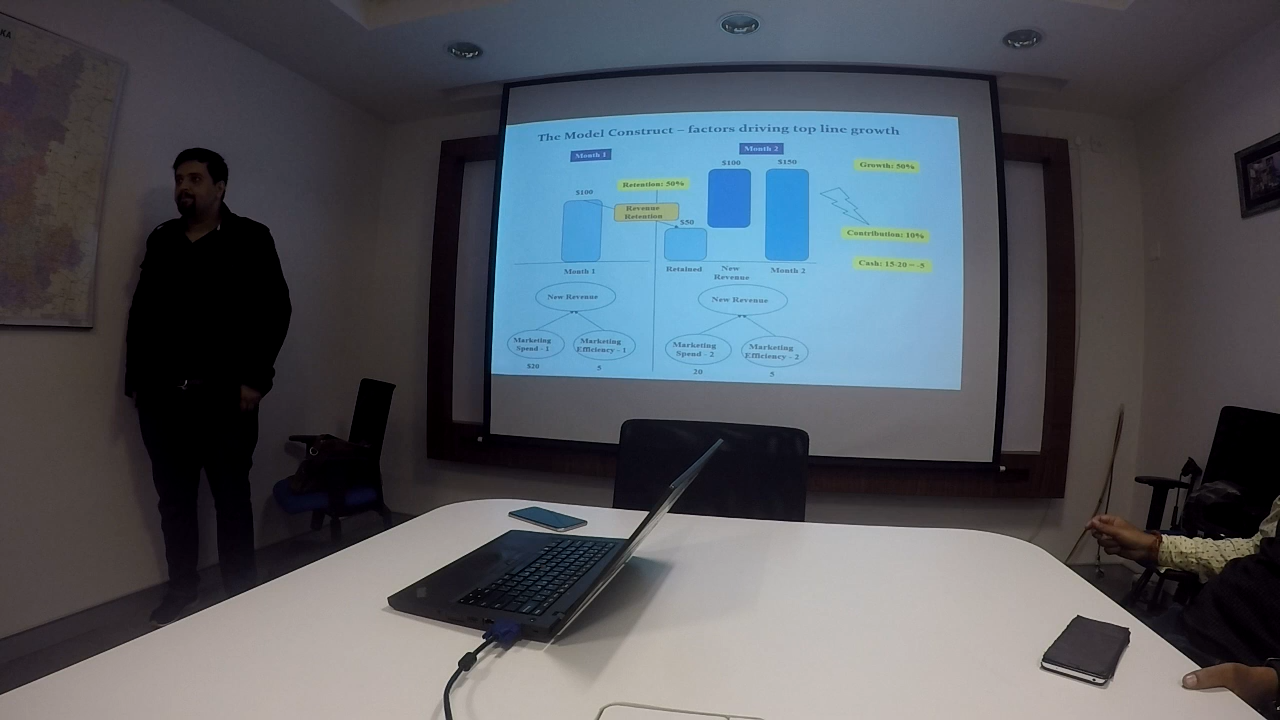 KA
The Model Construct – factors driving top line growth
Month 1
Month 2
$100
$150
Growth: 50%
Retention: 50%
$100
Revenue
Retention
$50
Contribution: 10%
Cash: 15-20 = -5
Month 1
Retained
New
Revenue
Month 2
New Revenue
New Revenue
Marketing
Spend - 1
Marketing
Efficiency - 1
Marketing
Spend - 2
Marketing
Efficiency - 2
$20
5
20
5